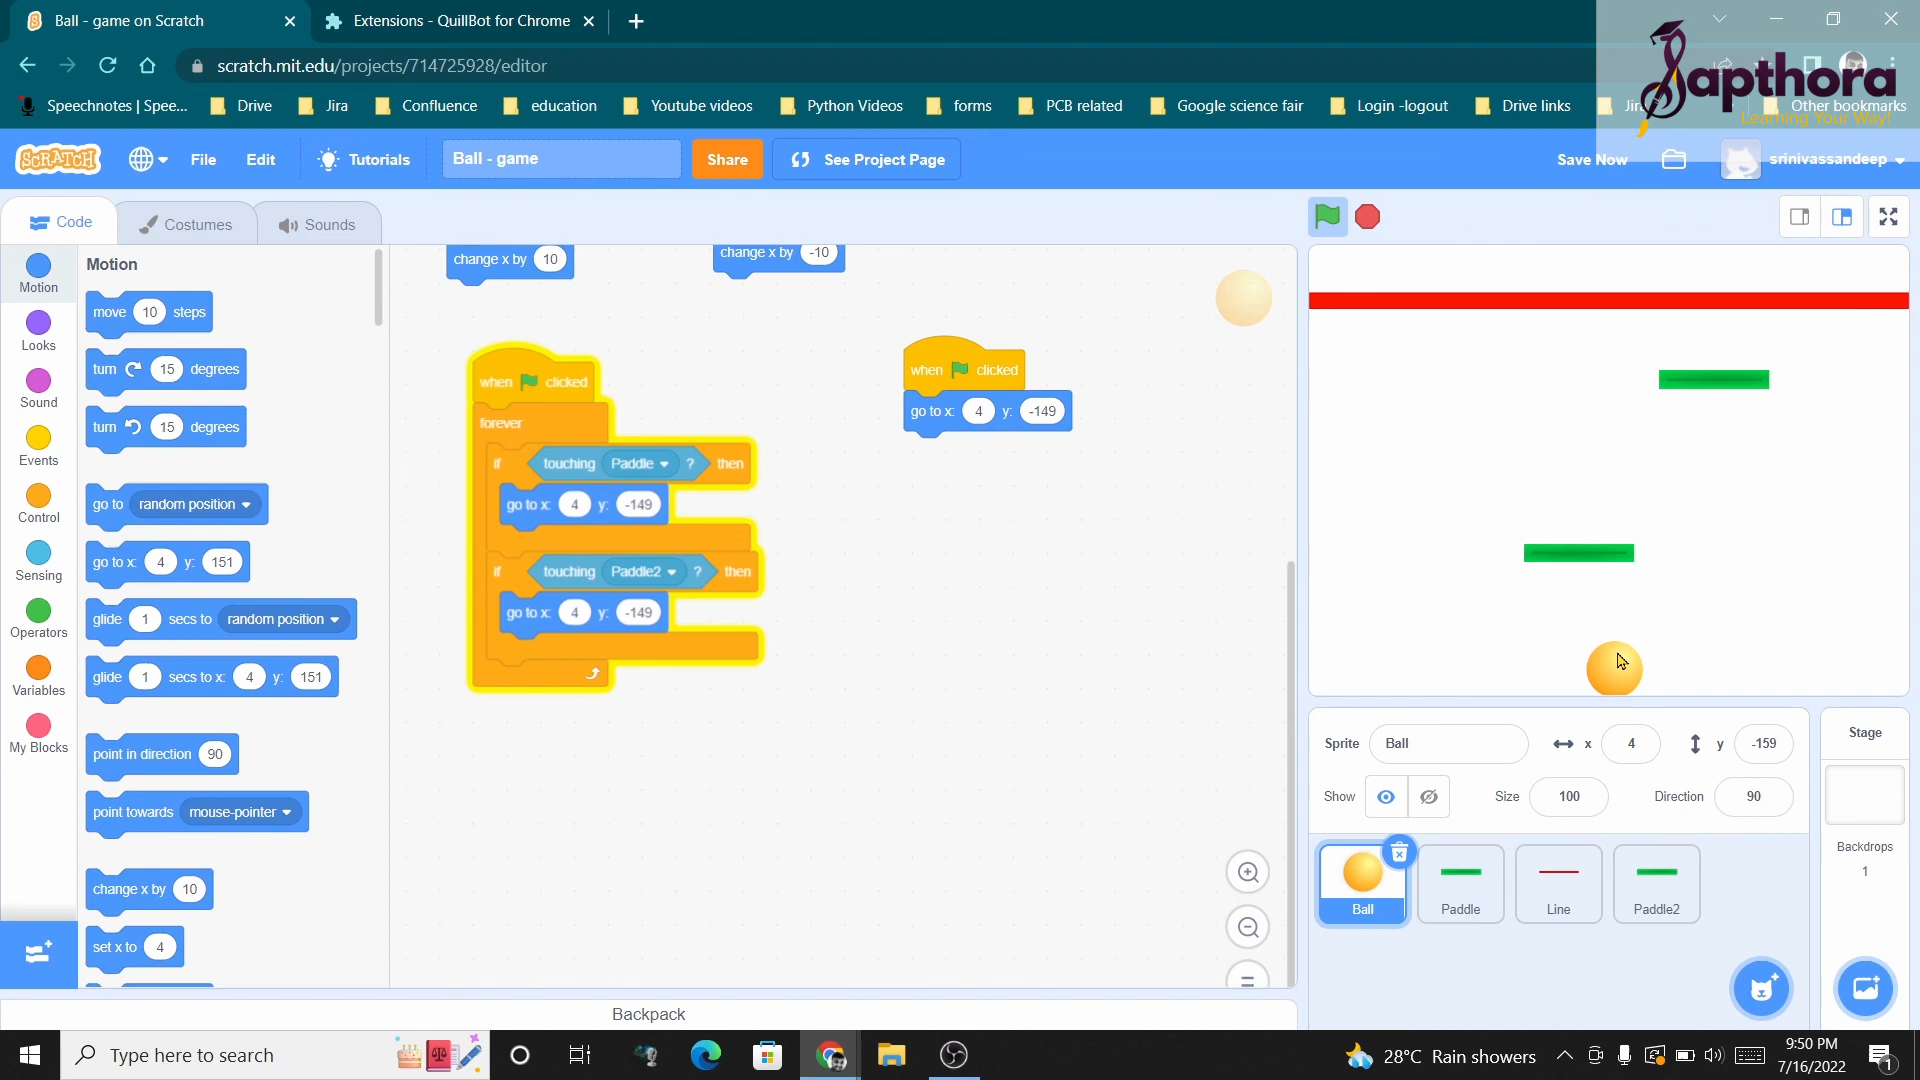 Ball - game on Scratch
Extensions - QuillBot for Chrome
scratch.mit.edu/projects/714725928/editor
Speechnotes | Spee...
Drive
Jira
Confluence
education
Youtube videos
Python Videos
forms
PCB related
Google science fair
Login -logout
Drive links
Other bookmarks
Sapthora
Learning Your Way!
SCRATCH
File
Edit
Tutorials
Ball - game
Share
See Project Page
Save Now
srinivassandeep
Code
Costumes
Sounds
Motion
Looks
Sound
Events
Control
Sensing
Operators
Variables
My Blocks
Motion
move 10 steps
turn 15 degrees
turn 15 degrees
go to random position
go to x: 4 y: 151
glide 1 secs to random position
glide 1 secs to x: 4 y: 151
point in direction 90
point towards mouse-pointer
change x by 10
set x to 4
change x by 10
change x by -10
when clicked
forever
if touching Paddle ? then
go to x: 4 y: -149
if touching Paddle2 ? then
go to x: 4 y: -149
when clicked
go to x: 4 y: -149
Sprite Ball x 4 y -159
Show Size 100 Direction 90
Ball
Paddle
Line
Paddle2
Stage
Backdrops
1
Backpack
Type here to search
28°C Rain showers
9:50 PM
7/16/2022
1